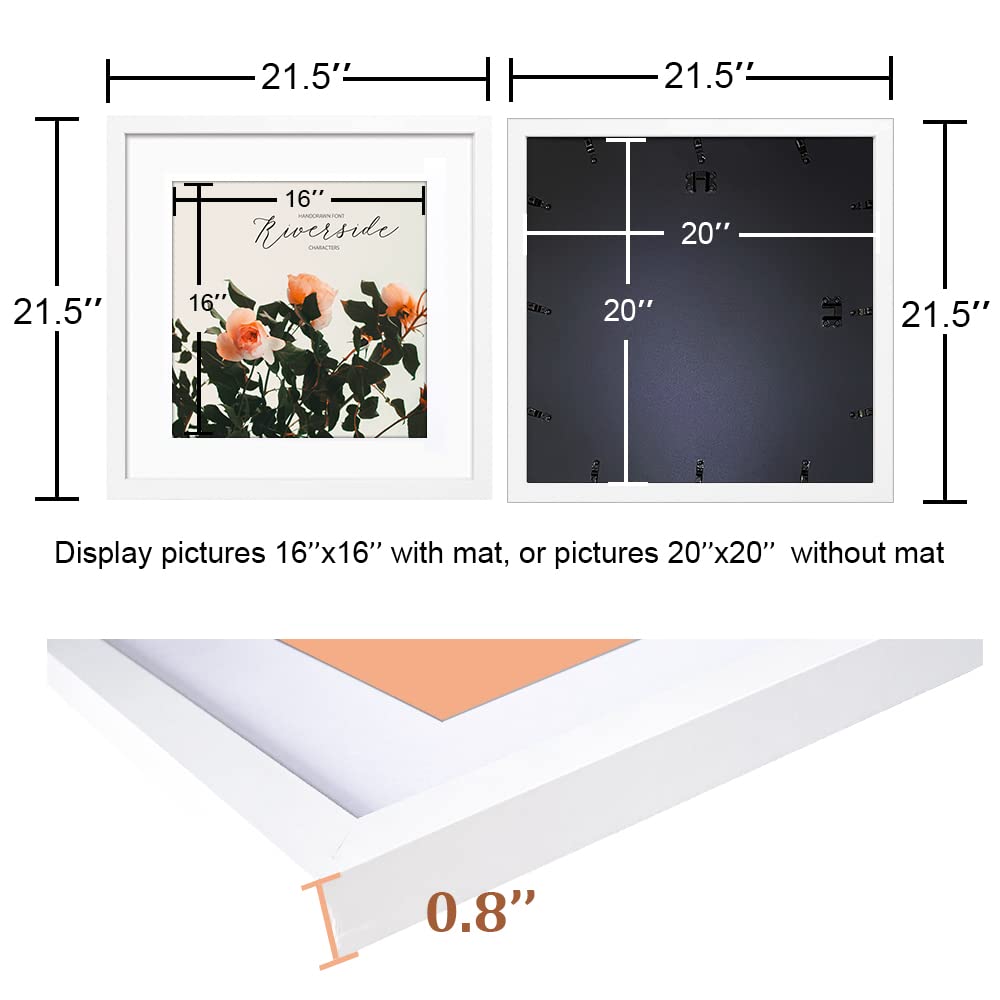 21.5’’
21.5’’
21.5’’
16’’
HANDDRAWN FONT
Riverside
CHARACTERS
16’’
20’’
20’’
21.5’’
Display pictures 16’’x16’’ with mat, or pictures 20’’x20’’ without mat
0.8’’